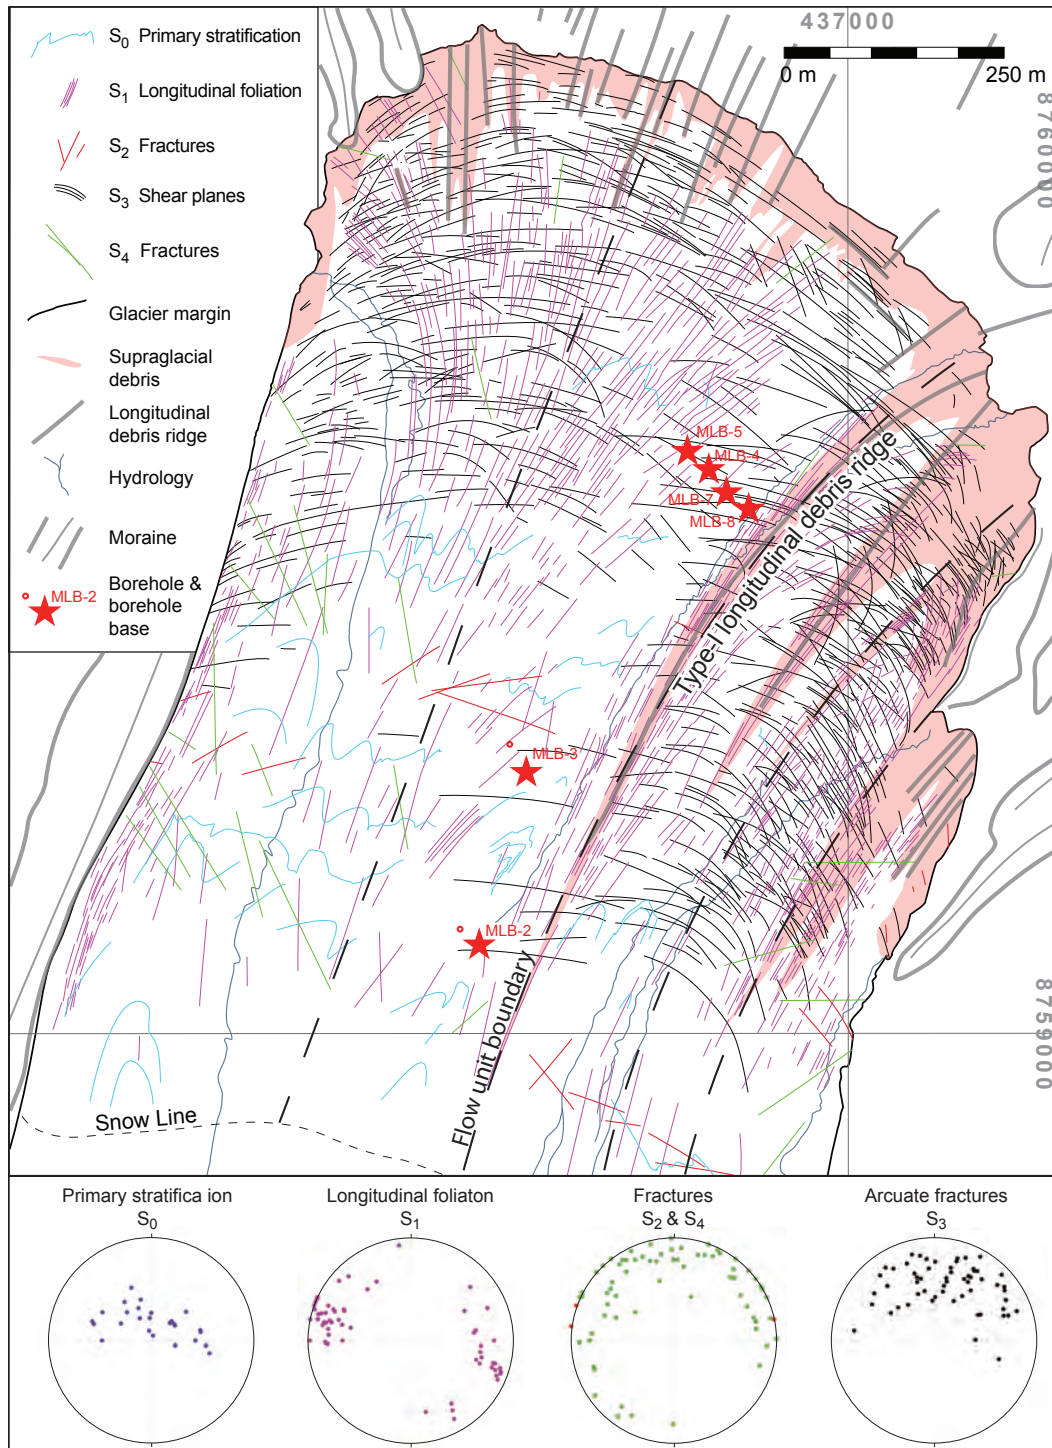 S0 Primary stratification
S1 Longitudinal foliation
S2 Fractures
S3 Shear planes
S4 Fractures
Glacier margin
Supraglacial
debris
Longitudinal
debris ridge
Hydrology
Moraine
MLB-2
Borehole &
borehole
base
437000
0 m
250 m
8760000
MLB-5
MLB-4
MLB-7
MLB-8
Type-I longitudinal debris ridge
MLB-3
MLB-2
Flow unit boundary
8759000
Snow Line
Primary stratifica ion
S0
Longitudinal foliaton
S1
Fractures
S2 & S4
Arcuate fractures
S3